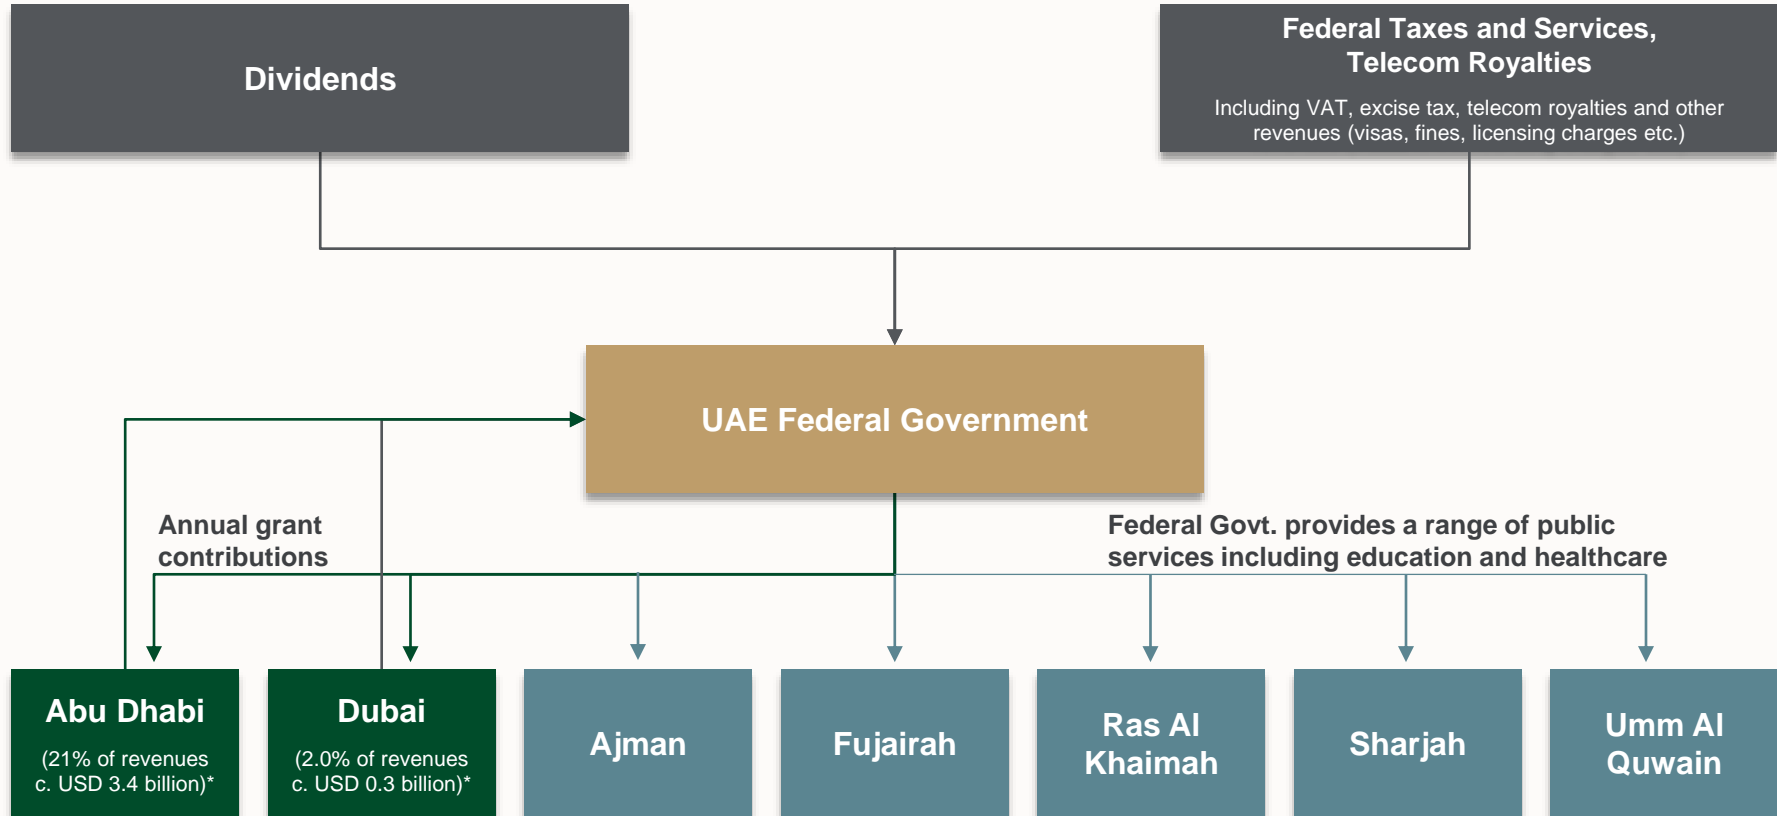 Dividends
Federal Taxes and Services,
Telecom Royalties
Including VAT, excise tax, telecom royalties and other
revenues (visas, fines, licensing charges etc.)
UAE Federal Government
Annual grant
contributions
Federal Govt. provides a range of public
services including education and healthcare
Abu Dhabi
(21% of revenues
c. USD 3.4 billion)*
Dubai
(2.0% of revenues
c. USD 0.3 billion)*
Ajman
Fujairah
Ras Al
Khaimah
Sharjah
Umm Al
Quwain